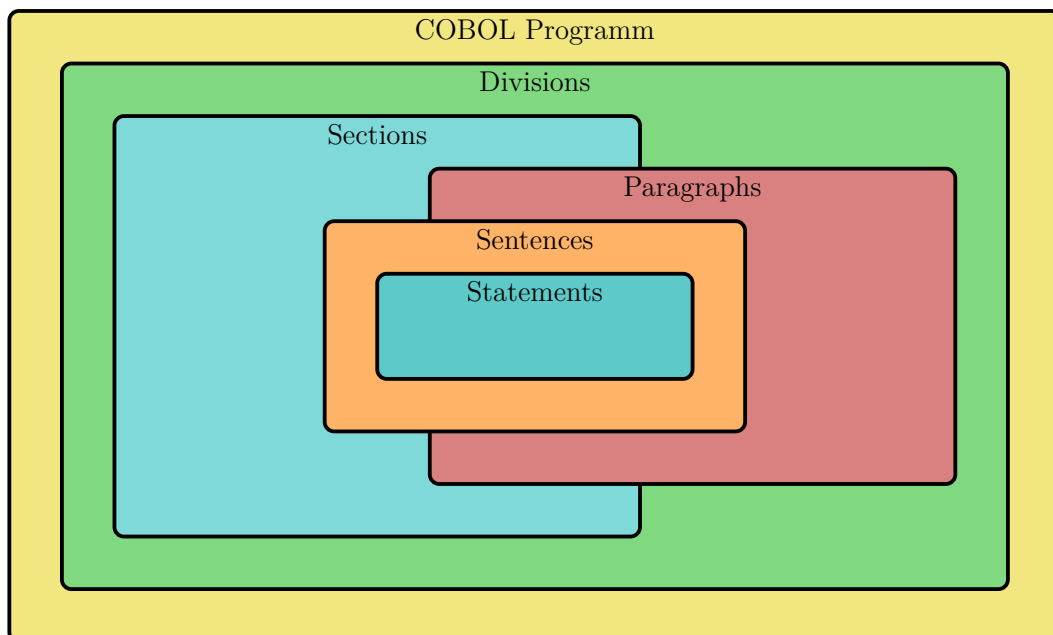 COBOL Programm
Divisions
Sections
Paragraphs
Sentences
Statements